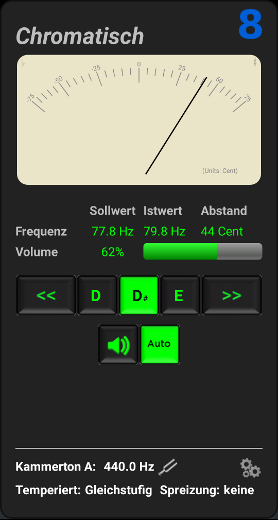 Chromatisch 8
-75 -50 -25 0 25 50 75
(Units: Cent)
Sollwert Istwert Abstand
Frequenz 77.8 Hz 79.8 Hz 44 Cent
Volume 62%
<< D D# E >>
Auto
Kammerton A: 440.0 Hz
Temperiert: Gleichstufig Spreizung: keine